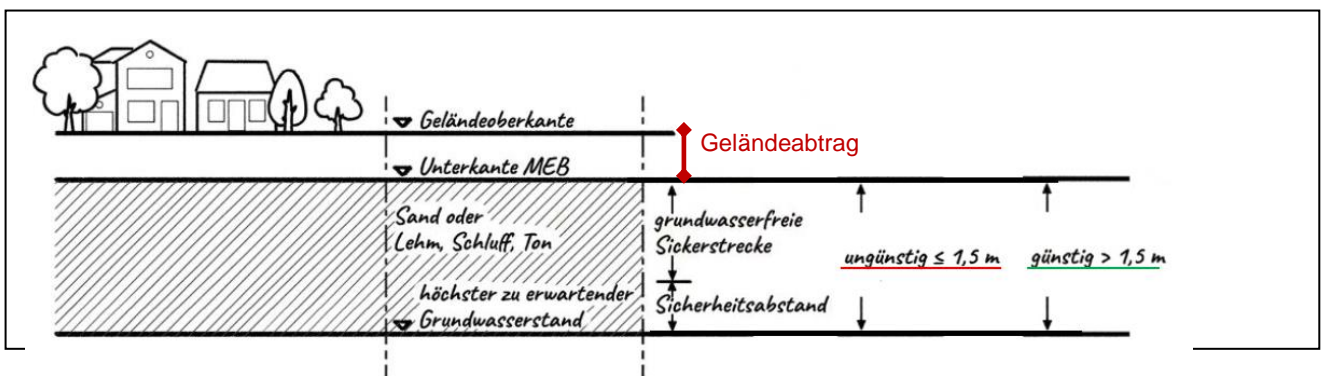 Geländeoberkante
Geländeabtrag
Unterkante MEB
Sand oder
Lehm, Schluff, Ton
grundwasserfreie
Sickerstrecke
ungünstig ≤ 1,5 m
günstig > 1,5 m
höchster zu erwartender
Grundwasserstand
Sicherheitsabstand